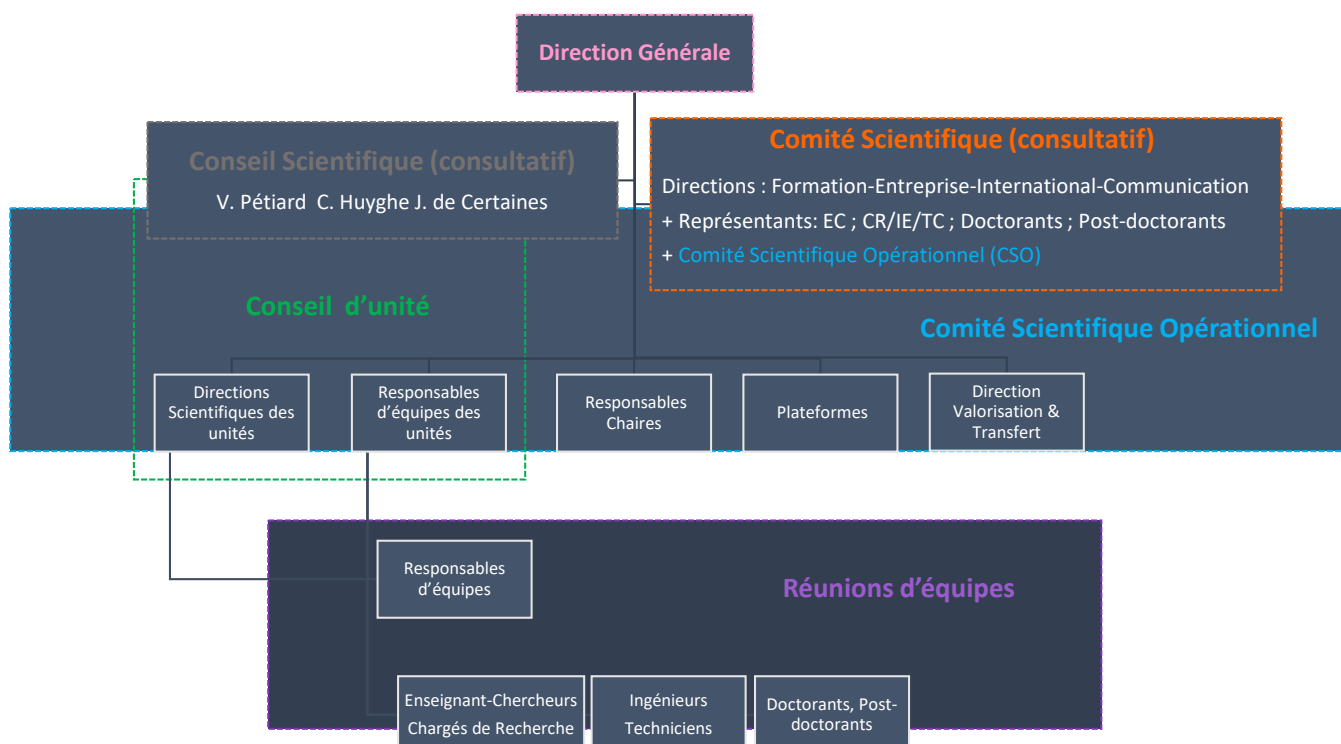 Direction Générale
Conseil Scientifique (consultatif)
V. Pétiard  C. Huyghe J. de Certaines
Comité Scientifique (consultatif)
Directions : Formation-Entreprise-International-Communication
+ Représentants: EC ; CR/IE/TC ; Doctorants ; Post-doctorants
+ Comité Scientifique Opérationnel (CSO)
Conseil  d’unité
Comité Scientifique Opérationnel
Directions
Scientifiques des
unités
Responsables
d’équipes des
unités
Responsables
Chaires
Plateformes
Direction
Valorisation &
Transfert
Responsables
d’équipes
Réunions d’équipes
Enseignant-Chercheurs
Chargés de Recherche
Ingénieurs
Techniciens
Doctorants, Post-
doctorants